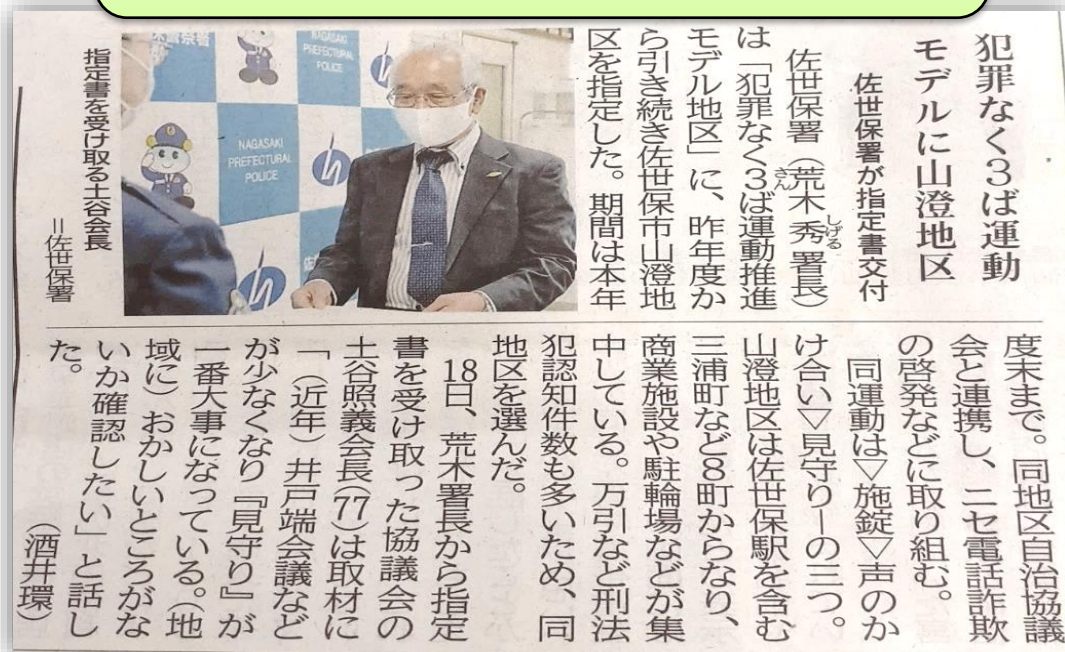 犯罪なく3ば運動
モデルに山澄地区
佐世保署が指定書交付
佐世保署(荒木秀署長)
しげる
は「犯罪なく3ば運動推進
さん
モデル地区」に、昨年度か
ら引き続き佐世保市山澄地
区を指定した。期間は本年
度末まで。同地区自治協議
会と連携し、ニセ電話詐欺
の啓発などに取り組む。
同運動は▽施錠▽声のか
け合い▽見守り―の三つ。
山澄地区は佐世保駅を含む
三浦町など8町からなり、
商業施設や駐輪場などが集
中している。万引など刑法
犯認知件数も多いため、同
地区を選んだ。
18日、荒木署長から指定
書を受け取った協議会の
土谷照義会長(77)は取材に
「(近年)井戸端会議など
が少なくなり『見守り』が
一番大事になっている。(地
域に)おかしいところがな
いか確認したい」と話し
た。
(酒井環)
指定書を受け取る土谷会長
=佐世保署
NAGASAKI
PREFECTURAL
POLICE
NAGASAKI
PREFECTURAL
POLICE